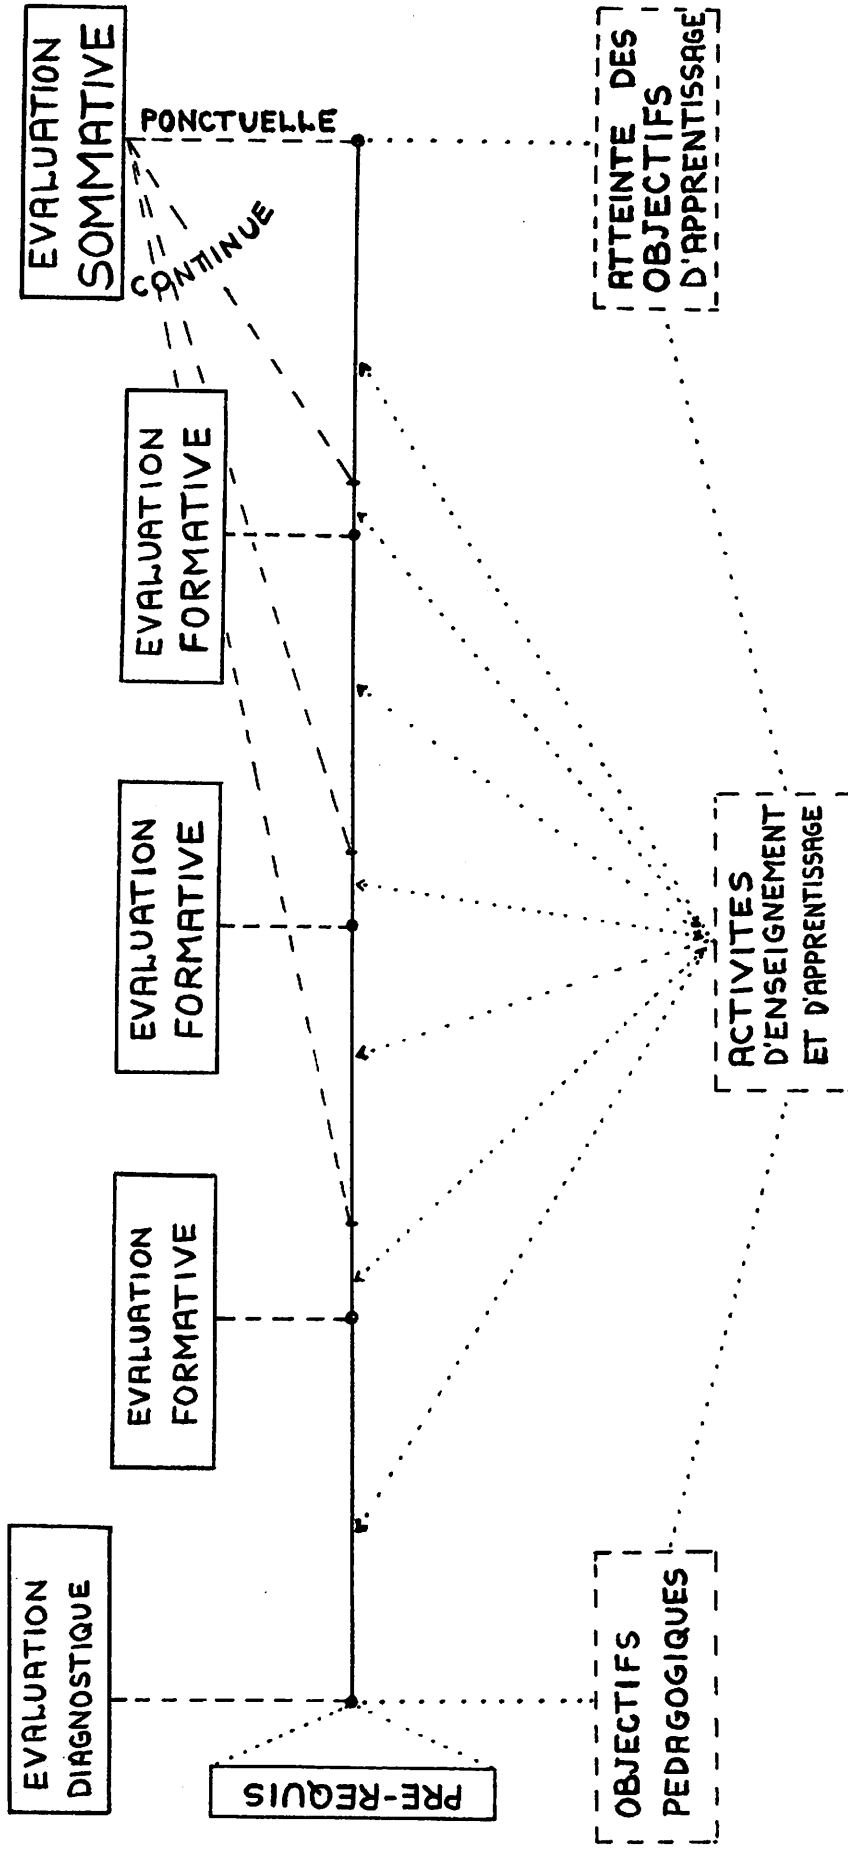 EVALUATION
DIAGNOSTIQUE
EVALUATION
FORMATIVE
EVALUATION
FORMATIVE
EVALUATION
FORMATIVE
EVALUATION
SOMMATIVE
CONTINUE
PONCTUELLE
PRE-REQUIS
OBJECTIFS
PEDAGOGIQUES
ACTIVITES
D'ENSEIGNEMENT
ET D'APPRENTISSAGE
ATTEINTE DES
OBJECTIFS
D'APPRENTISSAGE